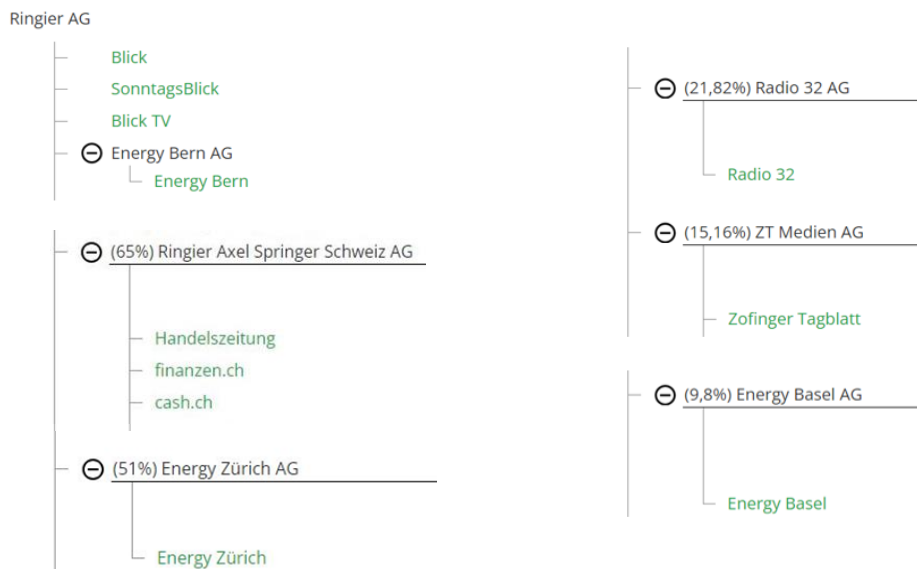 Ringier AG
Blick
SonntagsBlick
Blick TV
Energy Bern AG
Energy Bern
(65%) Ringier Axel Springer Schweiz AG
Handelszeitung
finanzen.ch
cash.ch
(51%) Energy Zürich AG
Energy Zürich
(21,82%) Radio 32 AG
Radio 32
(15,16%) ZT Medien AG
Zofinger Tagblatt
(9,8%) Energy Basel AG
Energy Basel